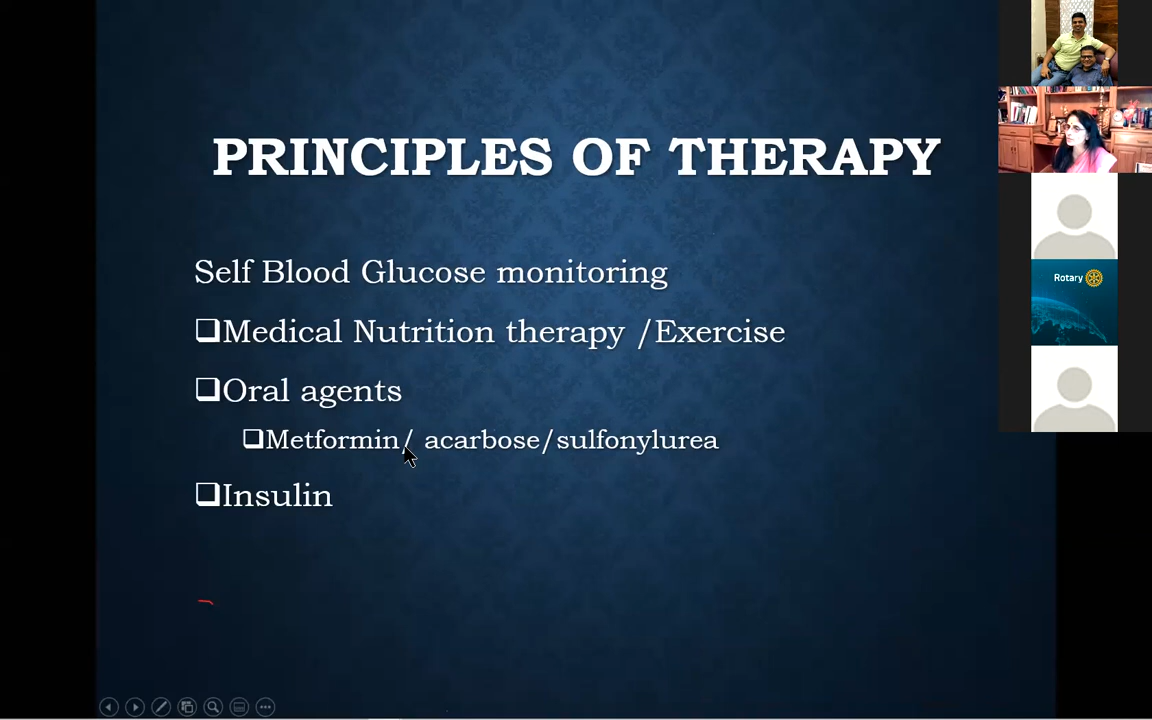 PRINCIPLES OF THERAPY
Self Blood Glucose monitoring
Medical Nutrition therapy /Exercise
Oral agents
Metformin/ acarbose/sulfonylurea
Insulin
Rotary